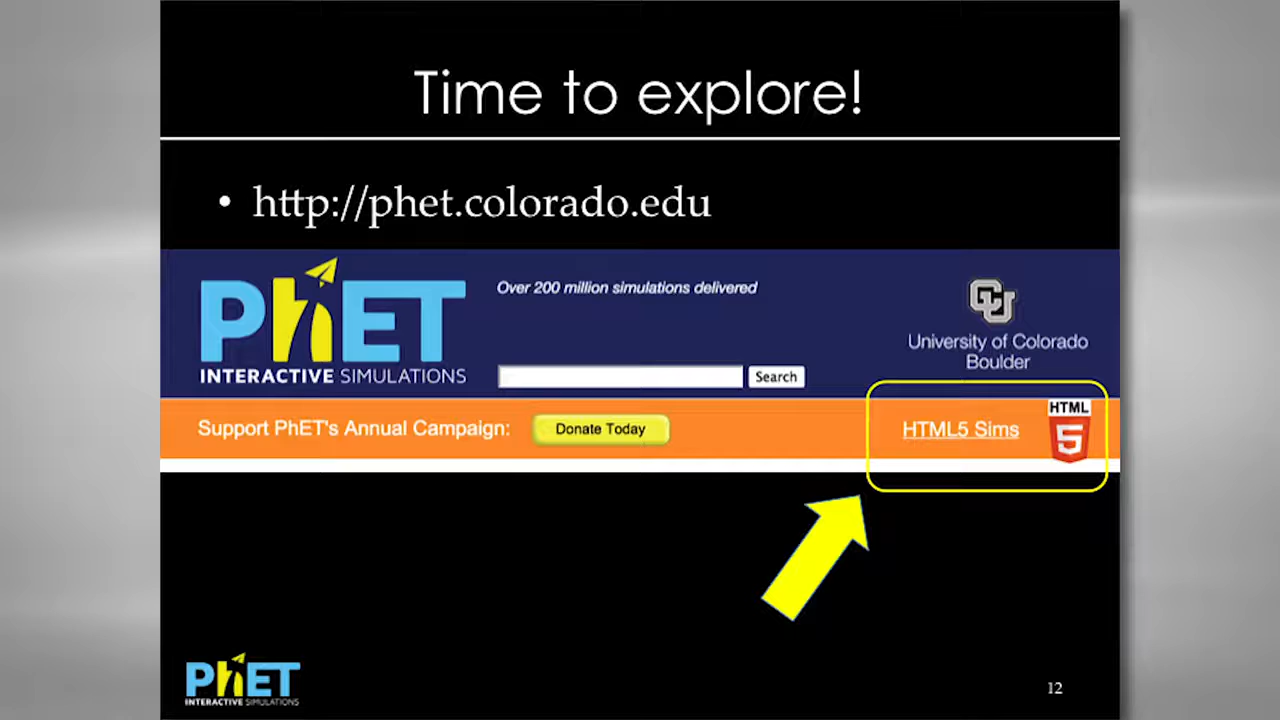 Time to explore!
• http://phet.colorado.edu
PhET
INTERACTIVE SIMULATIONS
Over 200 million simulations delivered
Search
University of Colorado
Boulder
Support PhET's Annual Campaign:
Donate Today
HTML5 Sims
HTML
5
PhET
INTERACTIVE SIMULATIONS
12